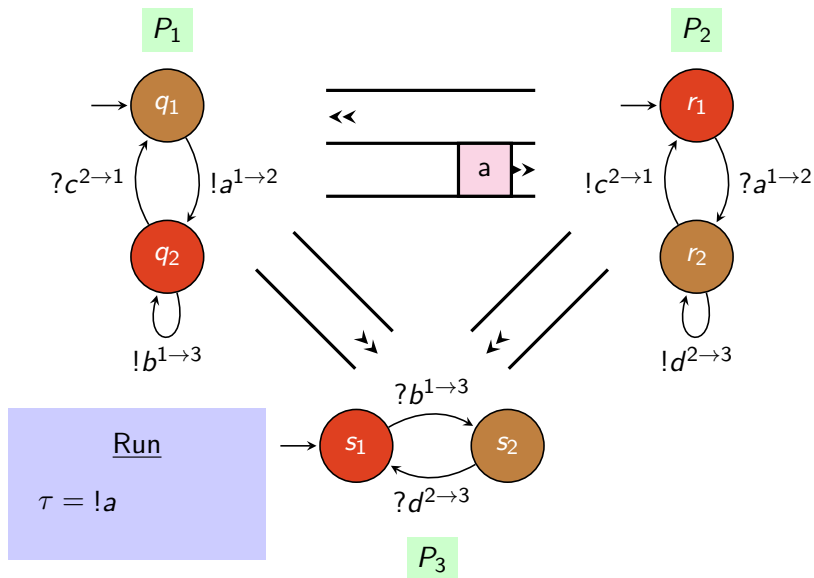 P₁
P₂
q₁
r₁
?c²→¹
!a¹→²
a
!c²→¹
?a¹→²
q₂
r₂
!b¹→³
!d²→³
?b¹→³
Run
s₁
s₂
τ = !a
?d²→³
P₃